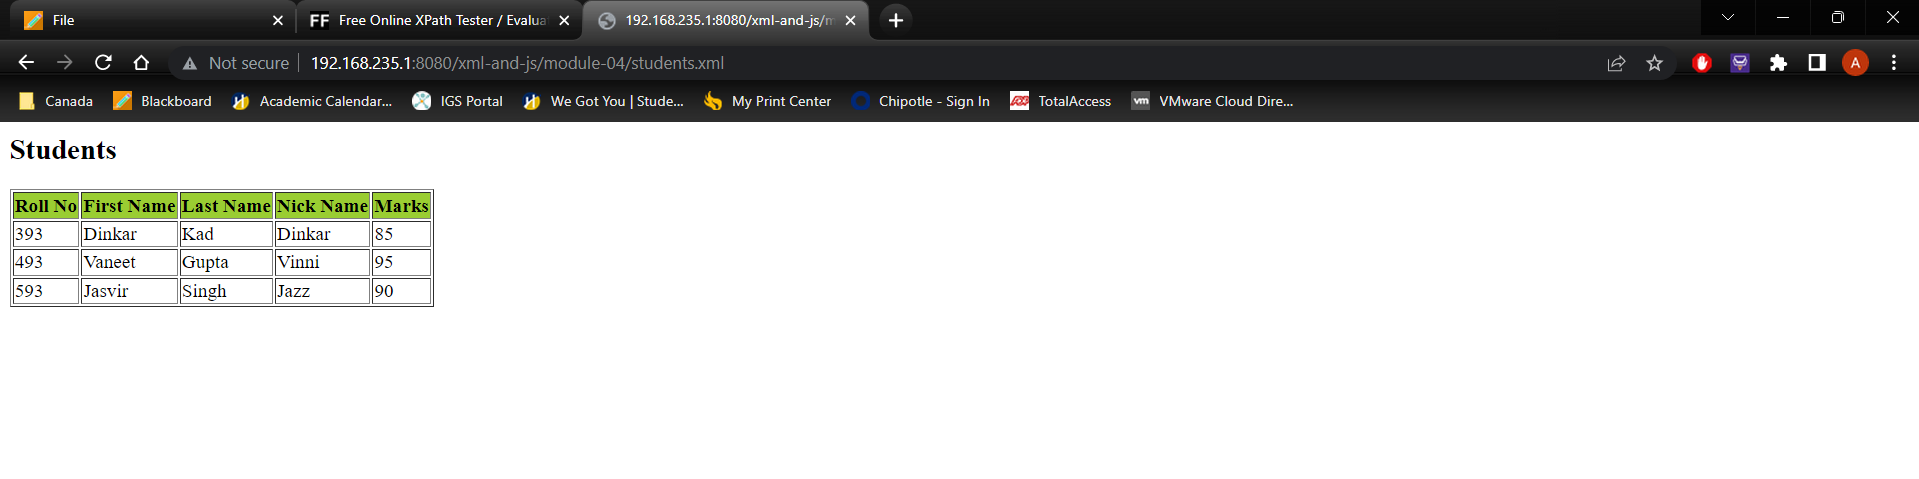 File
Free Online XPath Tester / Evalua
192.168.235.1:8080/xml-and-js/m
Not secure 192.168.235.1:8080/xml-and-js/module-04/students.xml
A
Canada Blackboard Academic Calendar... IGS Portal We Got You | Stude... My Print Center Chipotle - Sign In TotalAccess VMware Cloud Dire...
Students
Roll No First Name Last Name Nick Name Marks
393 Dinkar Kad Dinkar 85
493 Vaneet Gupta Vinni 95
593 Jasvir Singh Jazz 90